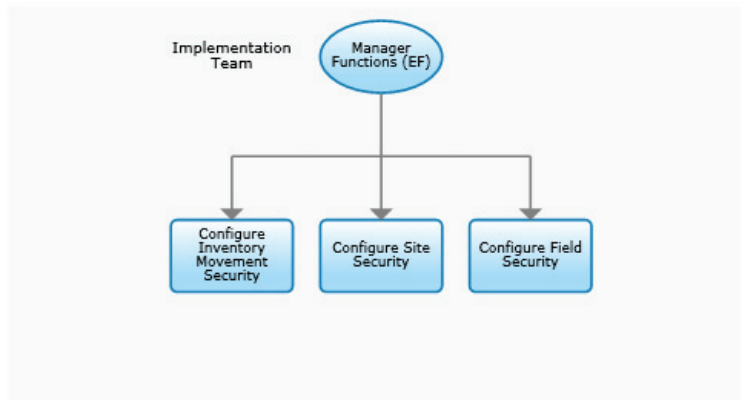 Implementation
Team
Manager
Functions (EF)
Configure
Inventory
Movement
Security
Configure Site
Security
Configure Field
Security